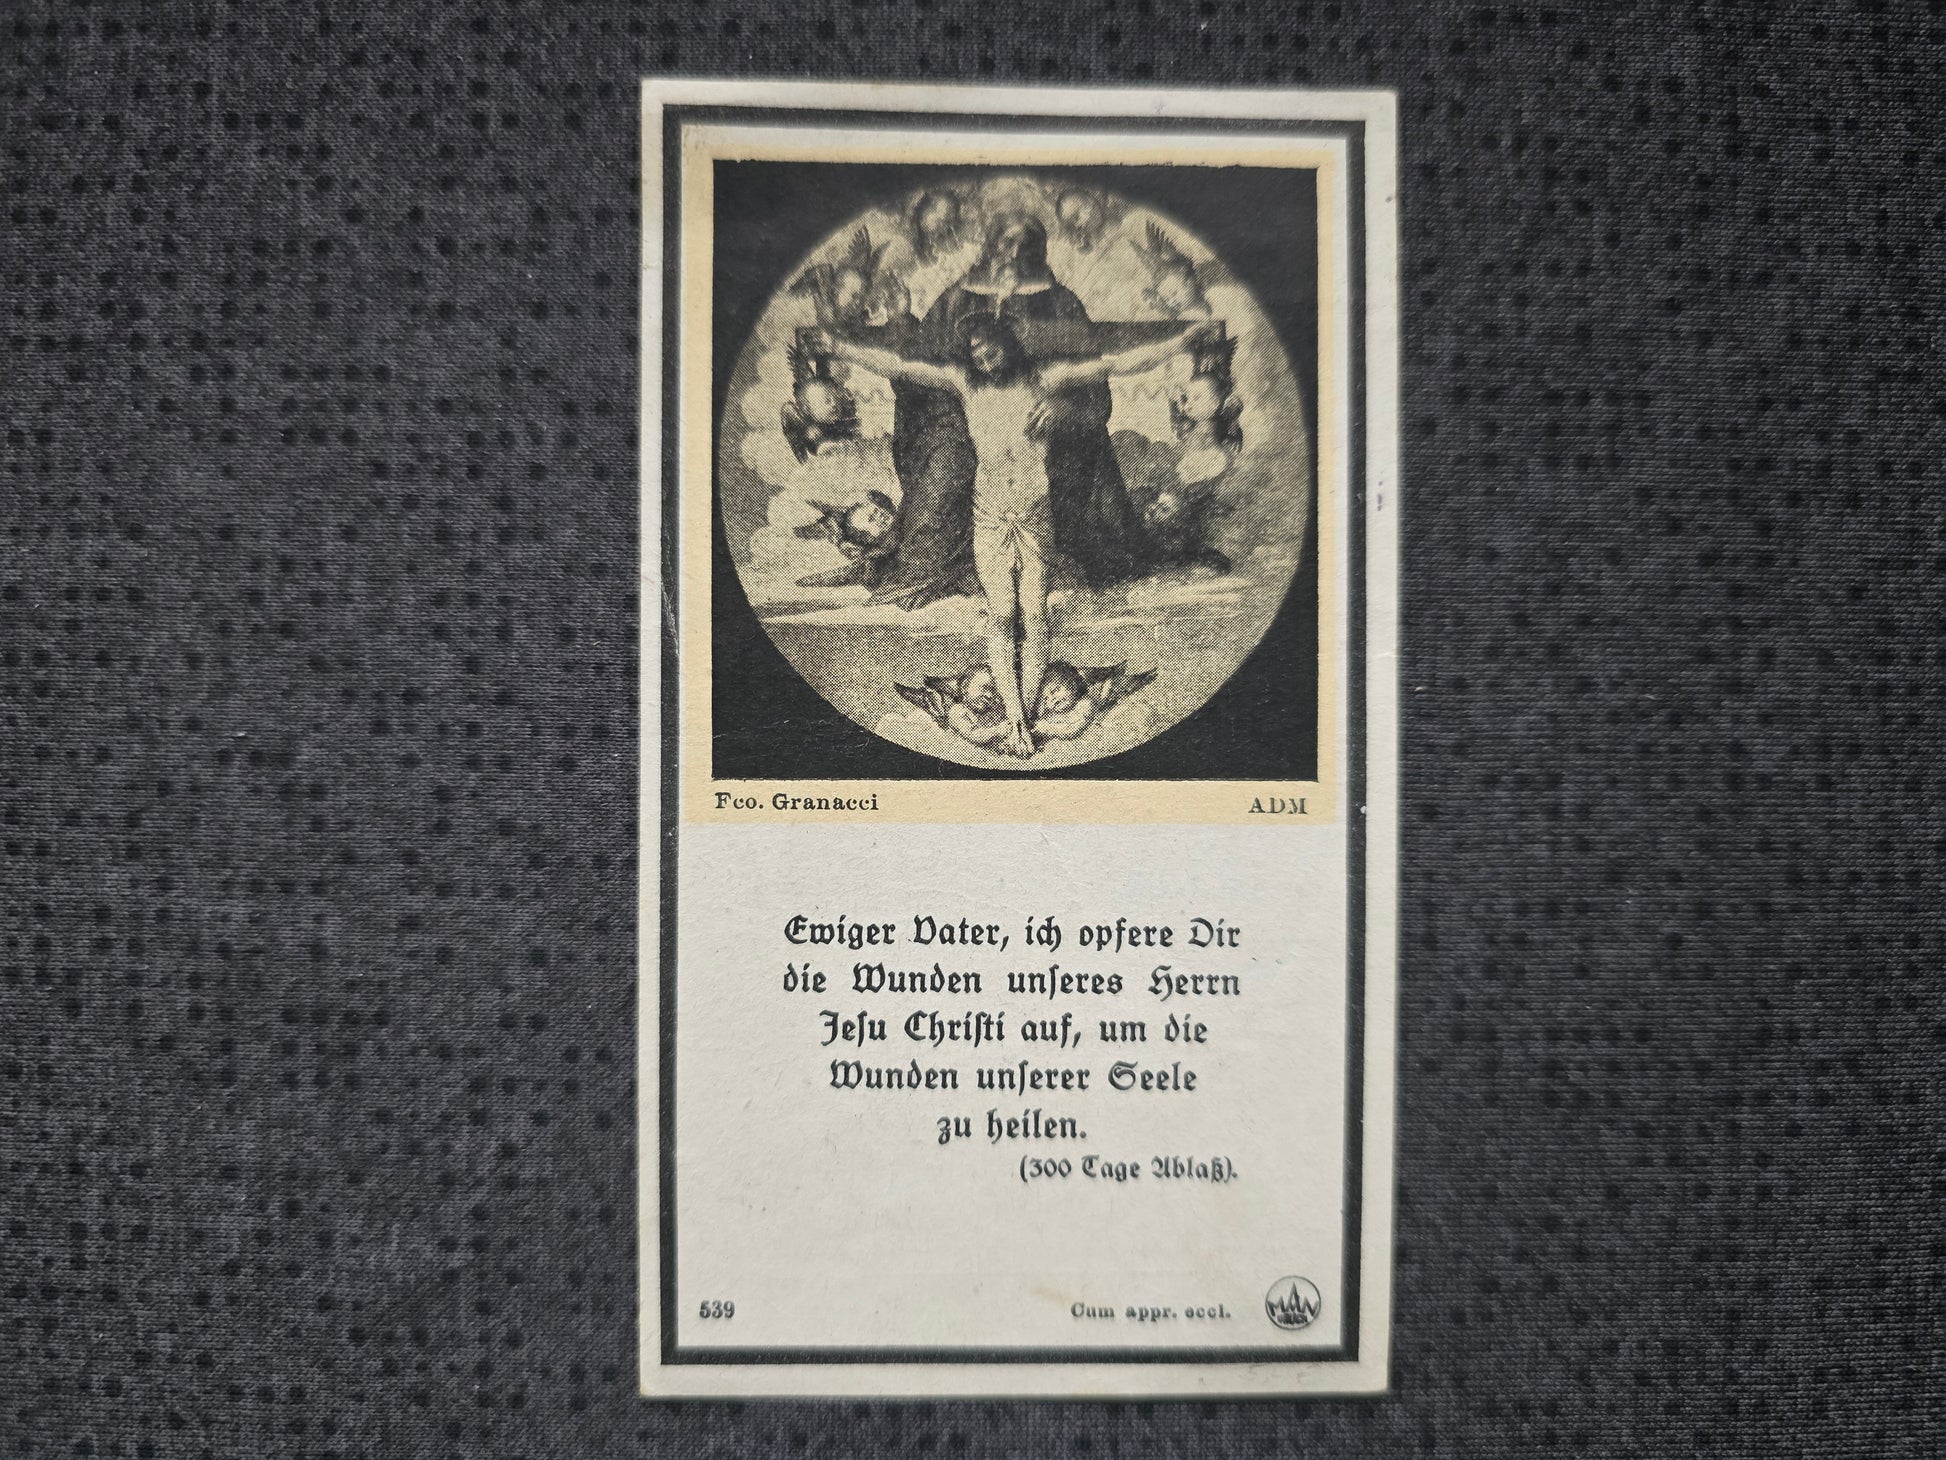 Fco. Granacci
ADM
Ewiger Vater, ich opfere Dir
die Wunden unſeres Herrn
Jeſu Chriſti auf, um die
Wunden unſerer Seele
zu heilen.
(300 Tage Ablaß).
539
Cum appr. eccl.